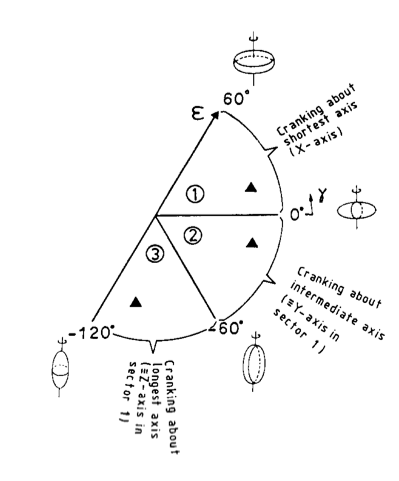 60°
ε
Cranking about
shortest axis
(X-axis)
①
0°
γ
②
③
Cranking about
intermediate axis
(≡Y-axis in
sector 1)
-120°
-60°
Cranking about
longest axis
(≡Z-axis in
sector 1)